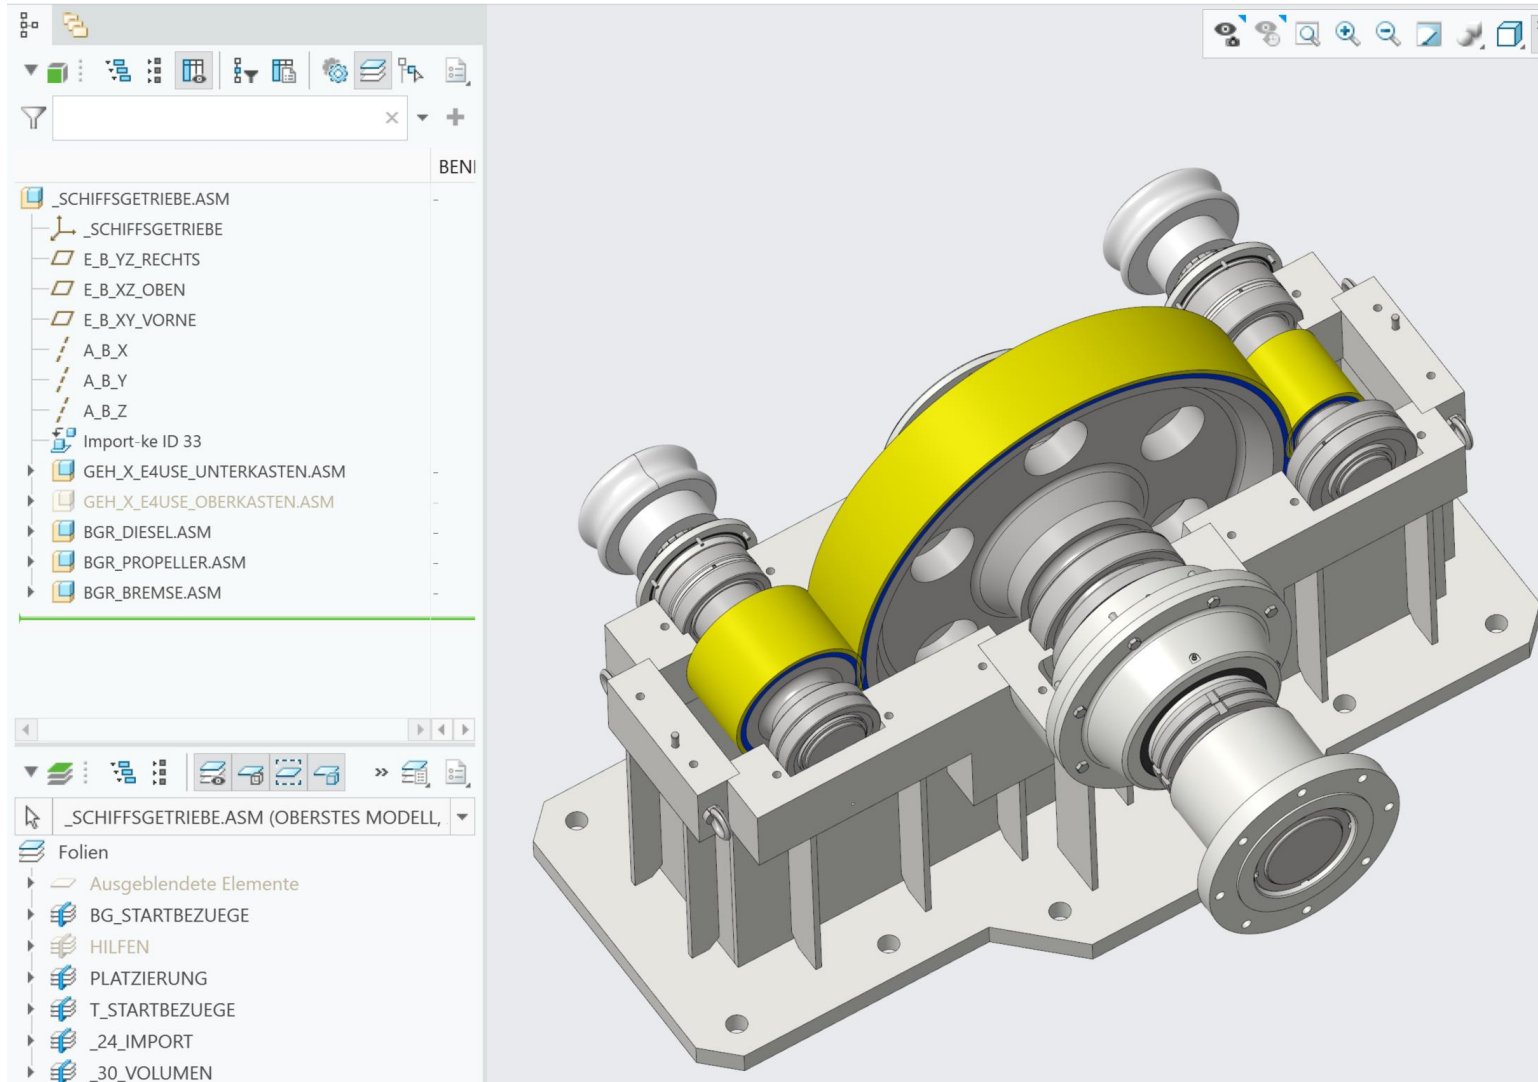 BENI
_SCHIFFSGETRIEBE.ASM
_SCHIFFSGETRIEBE
E_B_YZ_RECHTS
E_B_XZ_OBEN
E_B_XY_VORNE
A_B_X
A_B_Y
A_B_Z
Import-ke ID 33
GEH_X_E4USE_UNTERKASTEN.ASM
GEH_X_E4USE_OBERKASTEN.ASM
BGR_DIESEL.ASM
BGR_PROPELLER.ASM
BGR_BREMSE.ASM
_SCHIFFSGETRIEBE.ASM (OBERSTES MODELL,
Folien
Ausgeblendete Elemente
BG_STARTBEZUEGE
HILFEN
PLATZIERUNG
T_STARTBEZUEGE
_24_IMPORT
_30_VOLUMEN